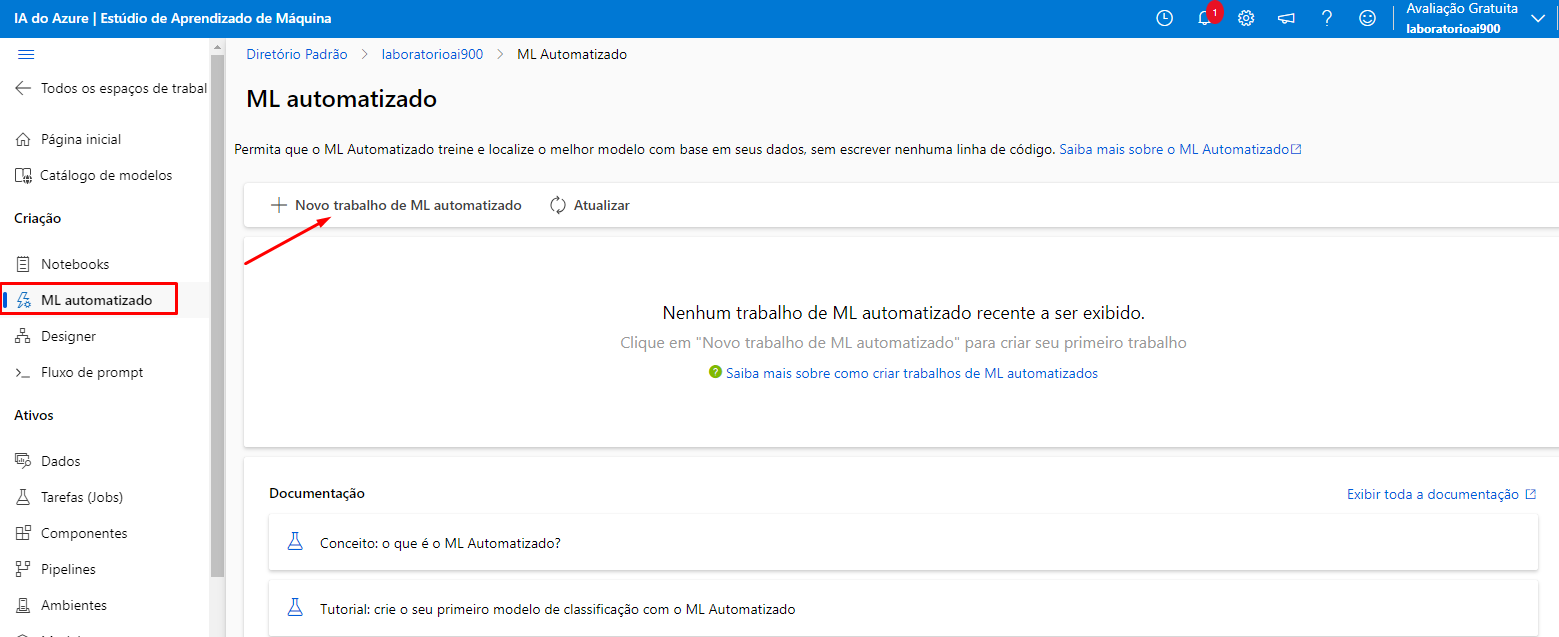 IA do Azure | Estúdio de Aprendizado de Máquina
1
?
Avaliação Gratuita
laboratorioai900
Todos os espaços de trabal
Página inicial
Catálogo de modelos
Criação
Notebooks
ML automatizado
Designer
Fluxo de prompt
Ativos
Dados
Tarefas (Jobs)
Componentes
Pipelines
Ambientes
Diretório Padrão > laboratorioai900 > ML Automatizado
ML automatizado
Permita que o ML Automatizado treine e localize o melhor modelo com base em seus dados, sem escrever nenhuma linha de código. Saiba mais sobre o ML Automatizado
+ Novo trabalho de ML automatizado Atualizar
Nenhum trabalho de ML automatizado recente a ser exibido.
Clique em "Novo trabalho de ML automatizado" para criar seu primeiro trabalho
? Saiba mais sobre como criar trabalhos de ML automatizados
Documentação
Exibir toda a documentação
Conceito: o que é o ML Automatizado?
Tutorial: crie o seu primeiro modelo de classificação com o ML Automatizado